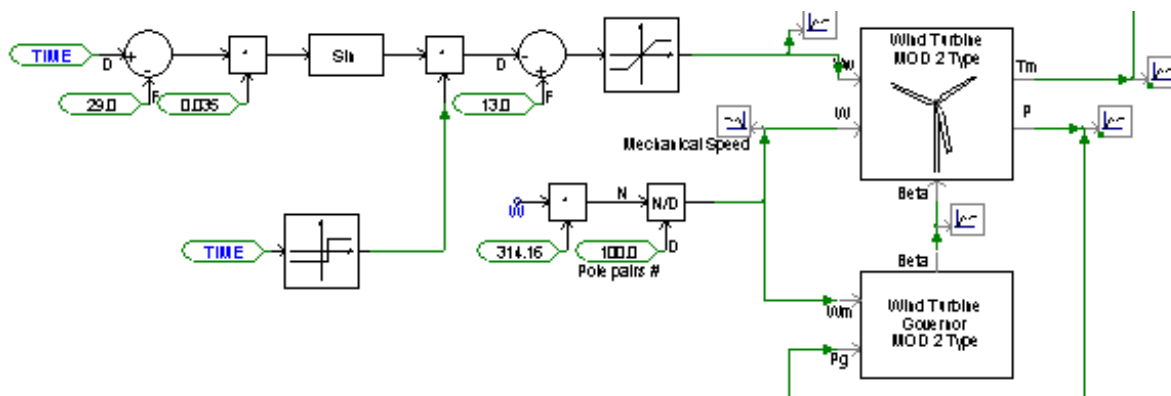 TIME
D
+
-
F
29.0
*
0.035
Sin
*
D
-
+
F
13.0
Vw
Wind Turbine
MOD 2 Type
Tm
W
P
Mechanical Speed
Beta
W
*
N
N/D
D
314.16
100.0
Pole pairs #
TIME
Beta
Wm
Wind Turbine
Governor
MOD 2 Type
Pg